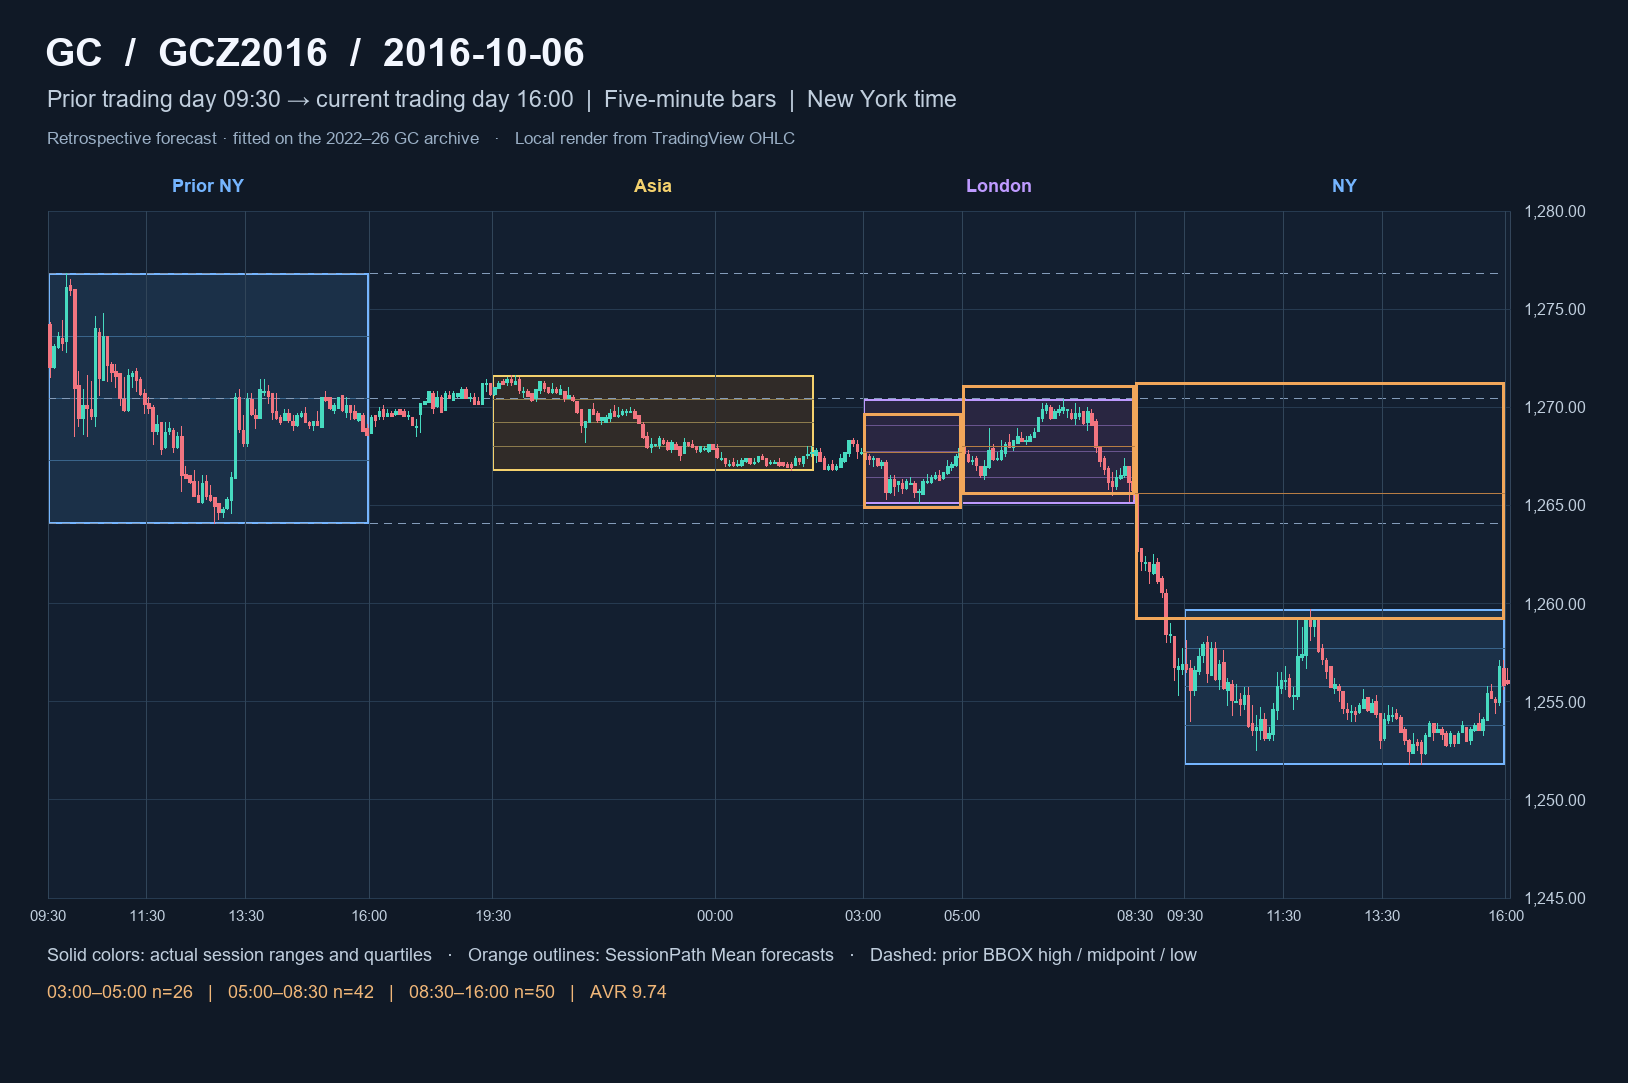 GC / GCZ2016 / 2016-10-06
Prior trading day 09:30 → current trading day 16:00 | Five-minute bars | New York time
Retrospective forecast · fitted on the 2022–26 GC archive · Local render from TradingView OHLC
Prior NY Asia London NY
1,280.00
1,275.00
1,270.00
1,265.00
1,260.00
1,255.00
1,250.00
1,245.00
09:30 11:30 13:30 16:00 19:30 00:00 03:00 05:00 08:30 09:30 11:30 13:30 16:00
Solid colors: actual session ranges and quartiles · Orange outlines: SessionPath Mean forecasts · Dashed: prior BBOX high / midpoint / low
03:00–05:00 n=26 | 05:00–08:30 n=42 | 08:30–16:00 n=50 | AVR 9.74